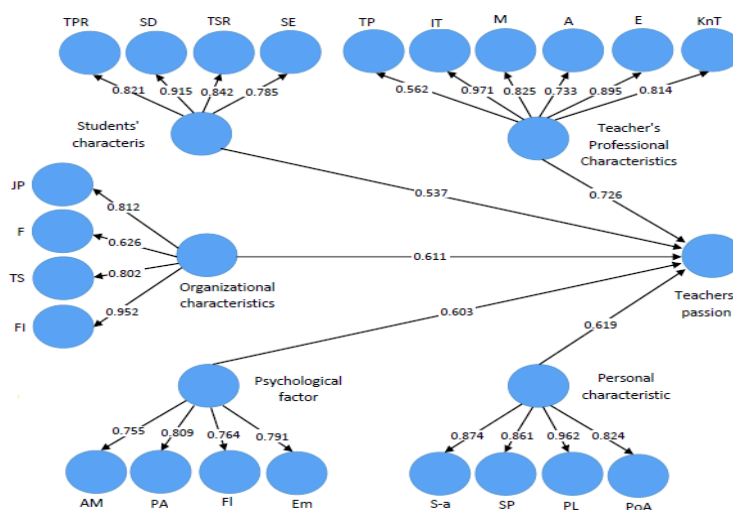 TPR SD TSR SE TP IT M A E KnT
0.821 0.915 0.842 0.785 0.562 0.971 0.825 0.733 0.895 0.814
Students'
characteris
Teacher's
Professional
Characteristics
JP
0.812
0.537
0.726
F
0.626
TS
0.802
0.611
Organizational
characteristics
Teachers
passion
FI
0.952
0.603
0.619
Psychological
factor
Personal
characteristic
0.755 0.809 0.764 0.791 0.874 0.861 0.962 0.824
AM PA Fl Em S-a SP PL PoA